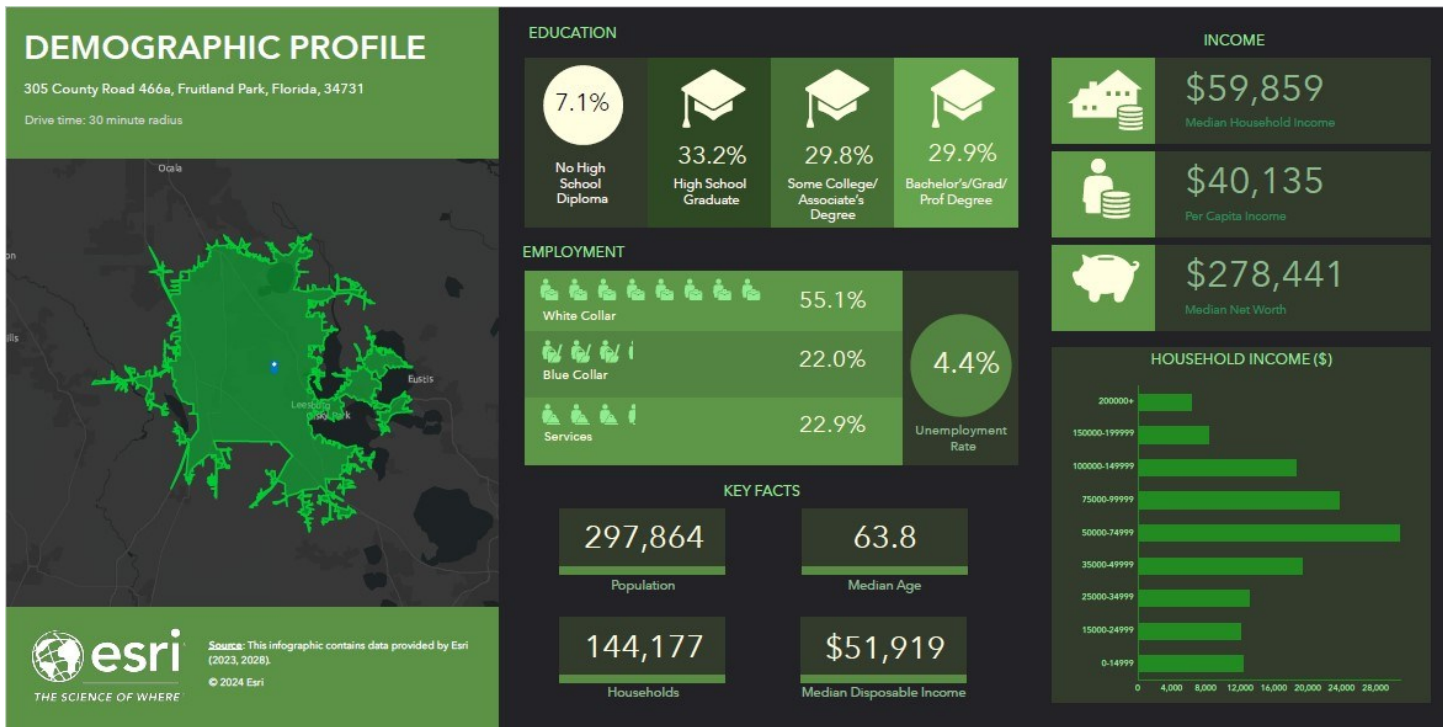 DEMOGRAPHIC PROFILE
305 County Road 466a, Fruitland Park, Florida, 34731
Drive time: 30 minute radius
Ocala
Eustis
Leesburg
esri
THE SCIENCE OF WHERE
Source: This infographic contains data provided by Esri
(2023, 2028).
© 2024 Esri
EDUCATION
7.1%
No High
School
Diploma
33.2%
High School
Graduate
29.8%
Some College/
Associate's
Degree
29.9%
Bachelor's/Grad/
Prof Degree
EMPLOYMENT
White Collar
55.1%
Blue Collar
22.0%
Services
22.9%
4.4%
Unemployment
Rate
KEY FACTS
297,864
Population
63.8
Median Age
144,177
Households
$51,919
Median Disposable Income
INCOME
$59,859
Median Household Income
$40,135
Per Capita Income
$278,441
Median Net Worth
HOUSEHOLD INCOME ($)
200000+
150000-199999
100000-149999
75000-99999
50000-74999
35000-49999
25000-34999
15000-24999
0-14999
0 4,000 8,000 12,000 16,000 20,000 24,000 28,000